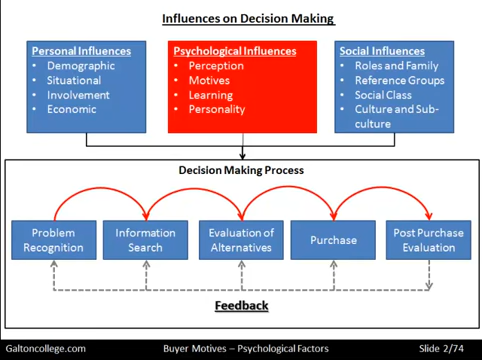 Influences on Decision Making
Personal Influences
• Demographic
• Situational
• Involvement
• Economic
Psychological Influences
• Perception
• Motives
• Learning
• Personality
Social Influences
• Roles and Family
• Reference Groups
• Social Class
• Culture and Sub-
culture
Decision Making Process
Problem
Recognition
Information
Search
Evaluation of
Alternatives
Purchase
Post Purchase
Evaluation
Feedback
Galtoncollege.com
Buyer Motives – Psychological Factors
Slide 2/74